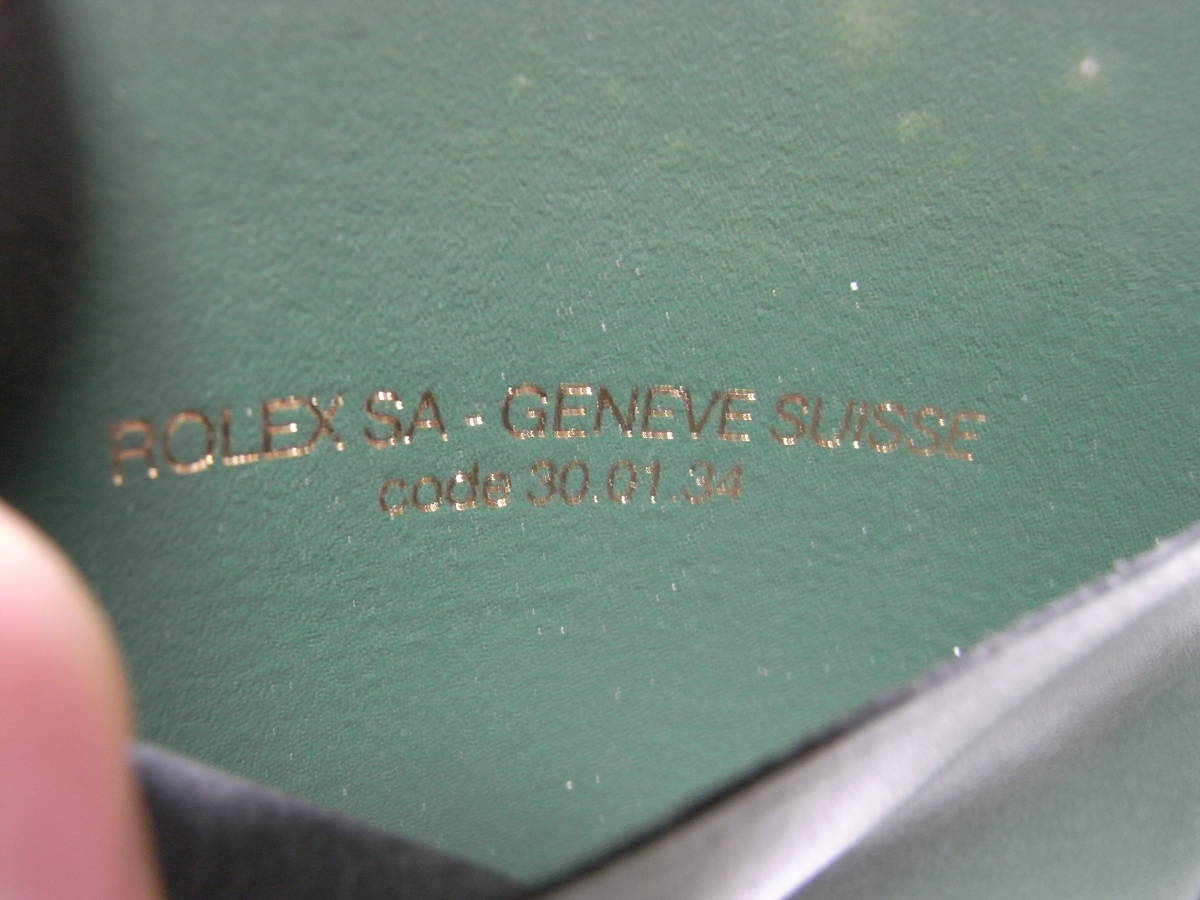 ROLEX SA - GENEVE SUISSE
code 30.01.34